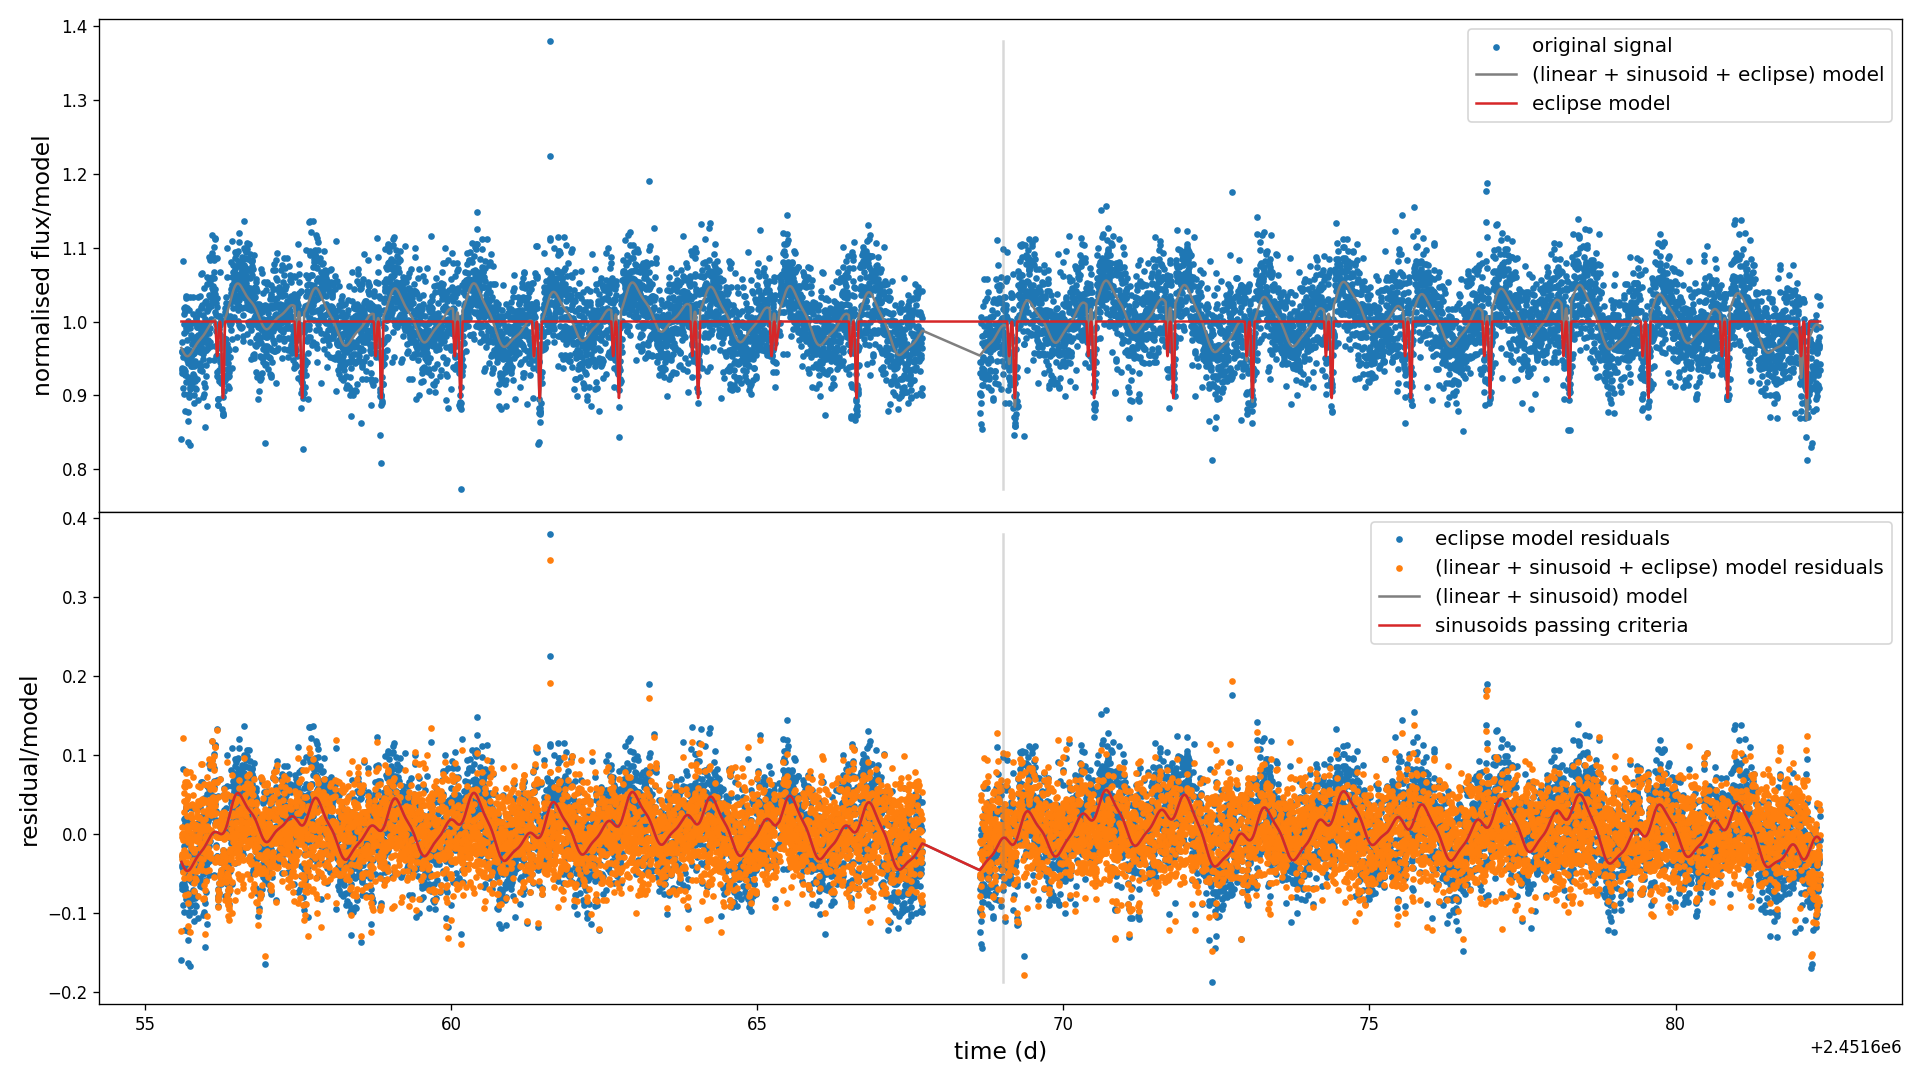 1.4
1.3
1.2
1.1
1.0
0.9
0.8
normalised flux/model
original signal
(linear + sinusoid + eclipse) model
eclipse model
0.4
0.3
0.2
0.1
0.0
−0.1
−0.2
residual/model
eclipse model residuals
(linear + sinusoid + eclipse) model residuals
(linear + sinusoid) model
sinusoids passing criteria
55
60
65
70
75
80
time (d)
+2.4516e6